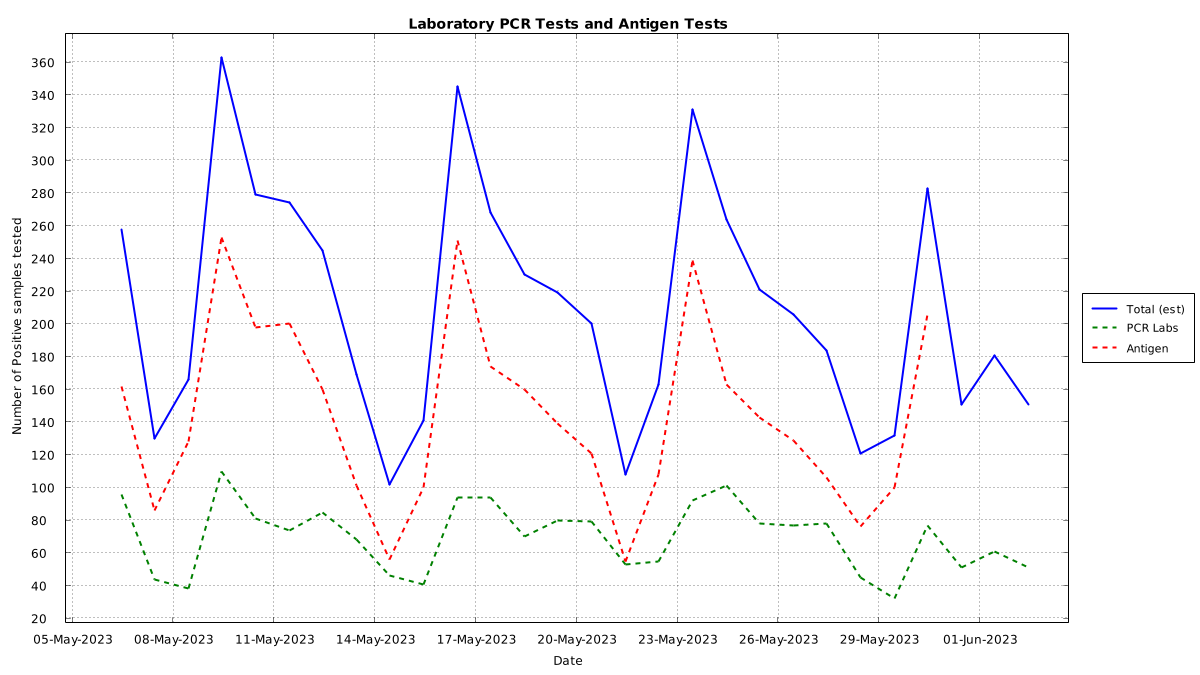 Laboratory PCR Tests and Antigen Tests
Number of Positive samples tested
360
340
320
300
280
260
240
220
200
180
160
140
120
100
80
60
40
20
05-May-2023 08-May-2023 11-May-2023 14-May-2023 17-May-2023 20-May-2023 23-May-2023 26-May-2023 29-May-2023 01-Jun-2023
Date
Total (est)
PCR Labs
Antigen